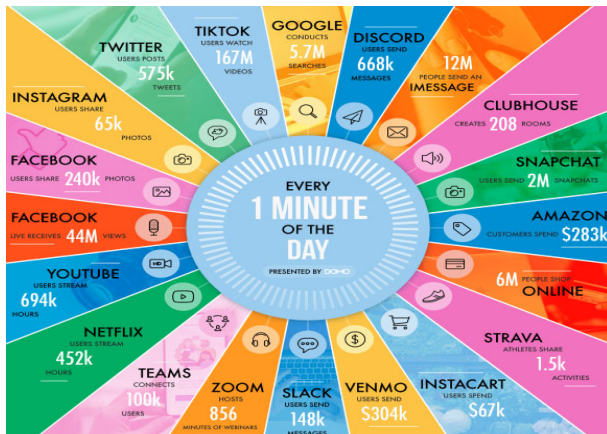 GOOGLE
CONDUCTS
5.7M
SEARCHES
DISCORD
USERS SEND
668k
MESSAGES
12M
PEOPLE SEND AN
IMESSAGE
CLUBHOUSE
CREATES 208 ROOMS
SNAPCHAT
USERS SEND 2M SNAPCHATS
AMAZON
CUSTOMERS SPEND $283k
6M PEOPLE SHOP
ONLINE
STRAVA
ATHLETES SHARE
1.5k
ACTIVITIES
INSTACART
USERS SPEND
$67k
VENMO
USERS SEND
$304k
SLACK
USERS SEND
148k
MESSAGES
ZOOM
HOSTS
856
MINUTES OF WEBINARS
TEAMS
CONNECTS
100k
USERS
NETFLIX
USERS STREAM
452k
HOURS
YOUTUBE
USERS STREAM
694k
HOURS
FACEBOOK
LIVE RECEIVES 44M VIEWS
FACEBOOK
USERS SHARE 240k PHOTOS
INSTAGRAM
USERS SHARE
65k
PHOTOS
TWITTER
USERS POSTS
575k
TWEETS
TIKTOK
USERS WATCH
167M
VIDEOS
EVERY
1 MINUTE
OF THE
DAY
PRESENTED BY DOMO
HD
$